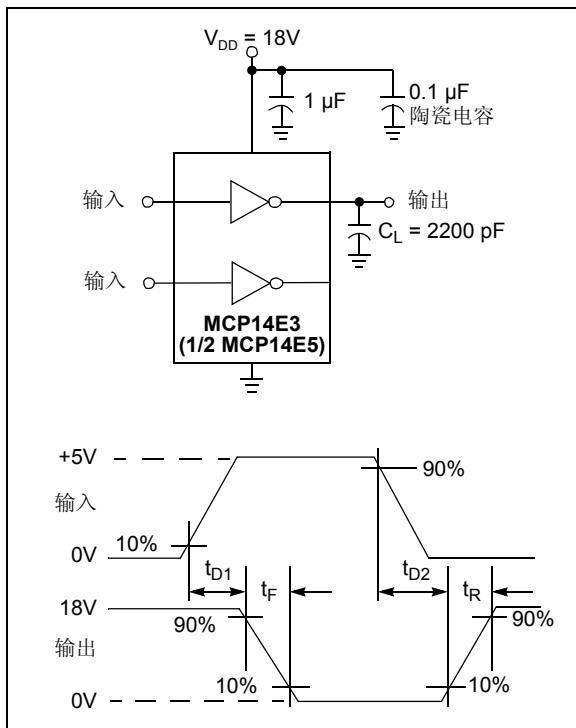 V_DD = 18V
1 µF
0.1 µF
陶瓷电容
输入
输出
C_L = 2200 pF
输入
MCP14E3
(1/2 MCP14E5)
+5V
90%
输入
10%
0V
t_D1
t_F
t_D2
t_R
18V
90%
90%
输出
10%
10%
0V